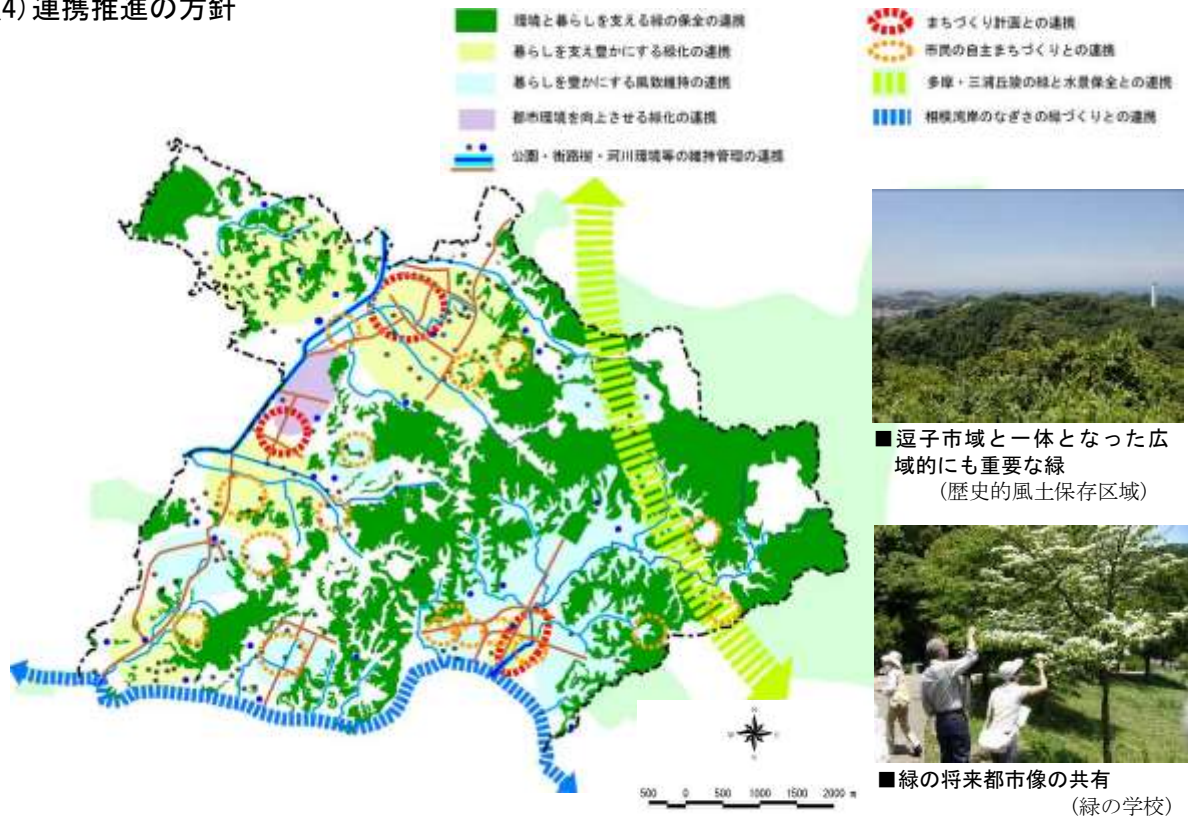 4) 連携推進の方針
環境と暮らしを支える緑の保全の連携
暮らしを支え豊かにする緑化の連携
暮らしを豊かにする風致維持の連携
都市環境を向上させる緑化の連携
公園・街路樹・河川環境等の維持管理の連携
まちづくり計画との連携
市民の自主まちづくりとの連携
多摩・三浦丘陵の緑と水景保全との連携
相模湾岸のなぎさの緑づくりとの連携
■逗子市域と一体となった広
域的にも重要な緑
(歴史的風土保存区域)
■緑の将来都市像の共有
(緑の学校)
500 0 500 1000 1500 2000 m